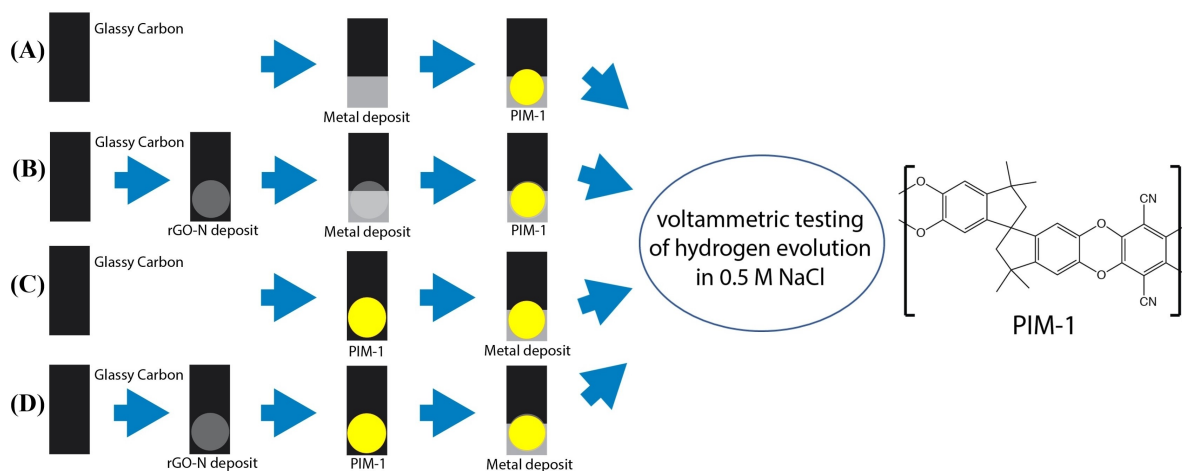 (A)
Glassy Carbon
Metal deposit
PIM-1
(B)
Glassy Carbon
rGO-N deposit
Metal deposit
PIM-1
(C)
Glassy Carbon
PIM-1
Metal deposit
(D)
Glassy Carbon
rGO-N deposit
PIM-1
Metal deposit
voltammetric testing
of hydrogen evolution
in 0.5 M NaCl
CN
O
O
O
O
CN
PIM-1